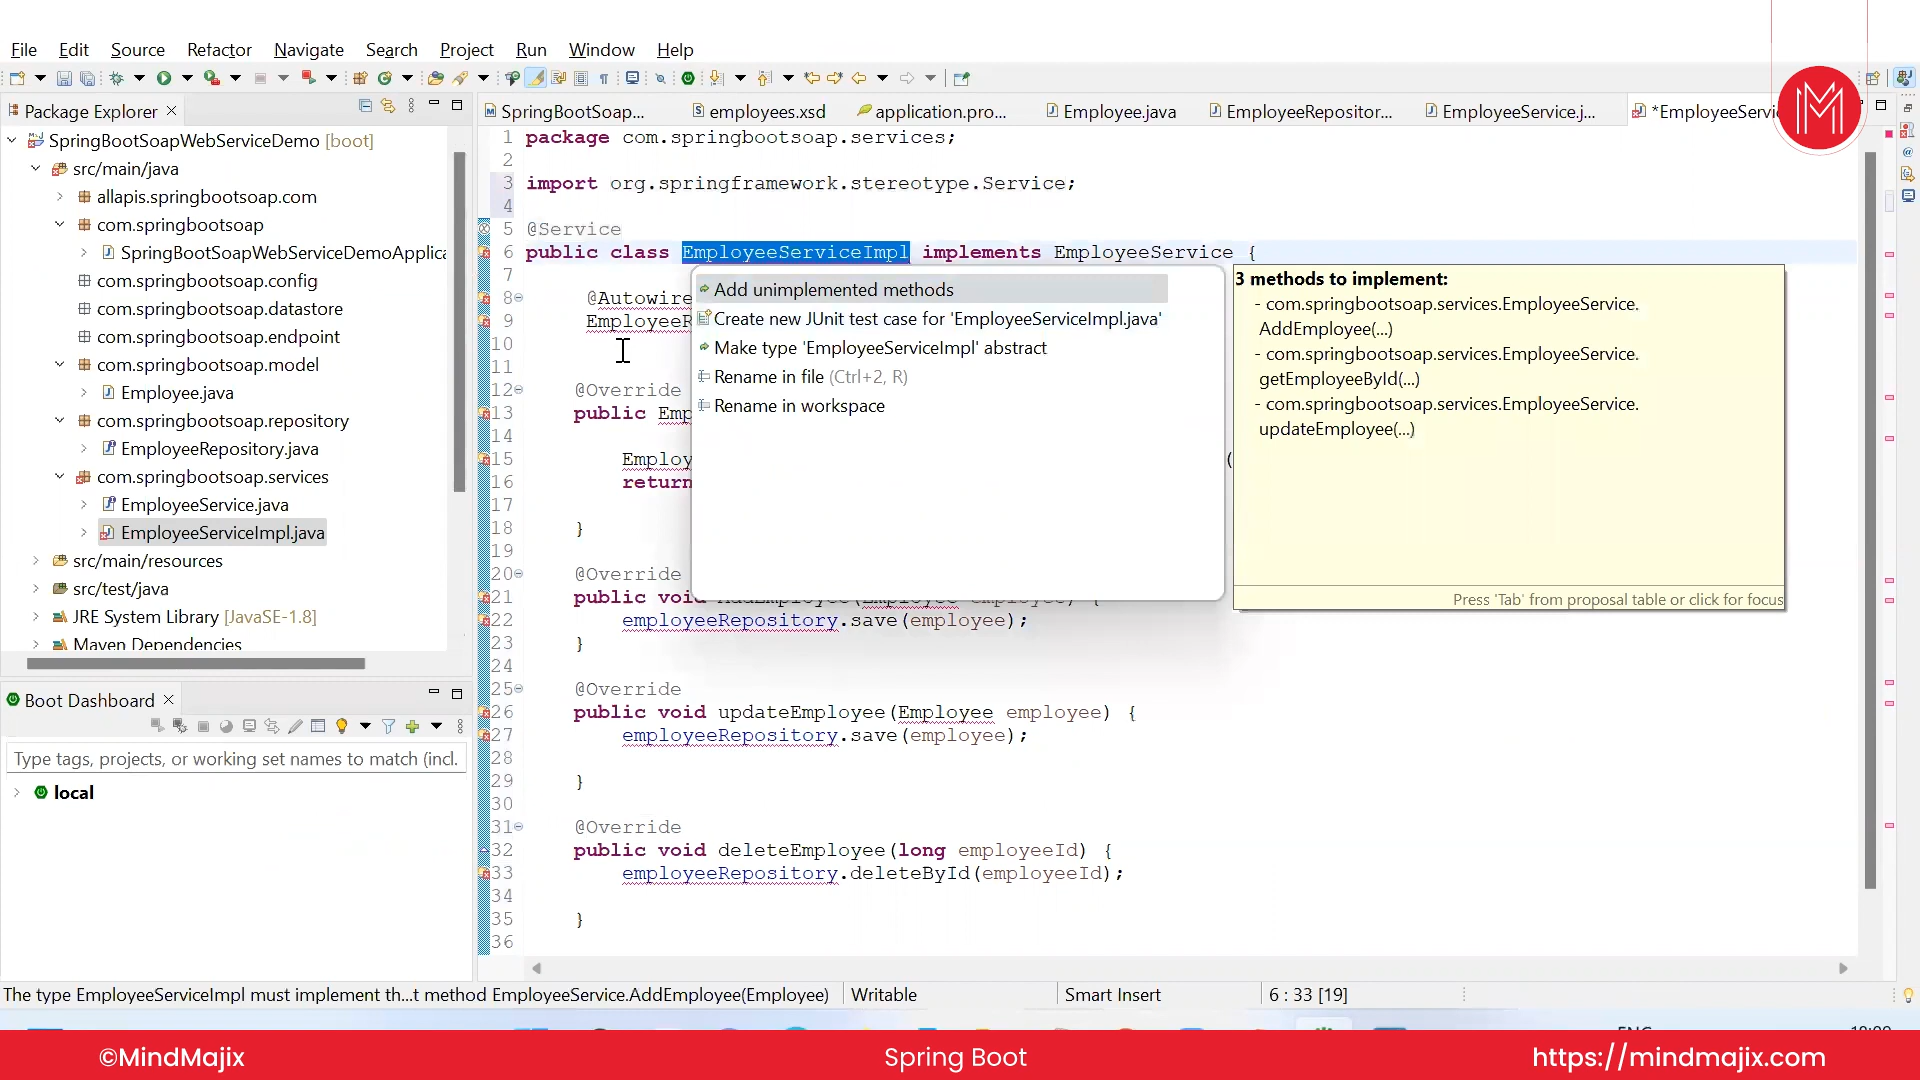 File Edit Source Refactor Navigate Search Project Run Window Help
Package Explorer
SpringBootSoap...
employees.xsd
application.pro...
Employee.java
EmployeeRepositor...
EmployeeService.j...
*EmployeeServi
SpringBootSoapWebServiceDemo [boot]
src/main/java
allapis.springbootsoap.com
com.springbootsoap
SpringBootSoapWebServiceDemoApplica
com.springbootsoap.config
com.springbootsoap.datastore
com.springbootsoap.endpoint
com.springbootsoap.model
Employee.java
com.springbootsoap.repository
EmployeeRepository.java
com.springbootsoap.services
EmployeeService.java
EmployeeServiceImpl.java
src/main/resources
src/test/java
JRE System Library [JavaSE-1.8]
Maven Dependencies
Boot Dashboard
Type tags, projects, or working set names to match (incl.
local
1 package com.springbootsoap.services;
2
3 import org.springframework.stereotype.Service;
4
5 @Service
6 public class EmployeeServiceImpl implements EmployeeService {
7
8 @Autowire
9 EmployeeR
10
11
12 @Override
13 public Emp
14
15 Employ (
16 return
17
18 }
19
20 @Override
21 public void AddEmployee(Employee employee) {
22 employeeRepository.save(employee);
23 }
24
25 @Override
26 public void updateEmployee(Employee employee) {
27 employeeRepository.save(employee);
28
29 }
30
31 @Override
32 public void deleteEmployee(long employeeId) {
33 employeeRepository.deleteById(employeeId);
34
35 }
36
Add unimplemented methods
Create new JUnit test case for 'EmployeeServiceImpl.java'
Make type 'EmployeeServiceImpl' abstract
Rename in file (Ctrl+2, R)
Rename in workspace
3 methods to implement:
- com.springbootsoap.services.EmployeeService.
AddEmployee(...)
- com.springbootsoap.services.EmployeeService.
getEmployeeById(...)
- com.springbootsoap.services.EmployeeService.
updateEmployee(...)
Press 'Tab' from proposal table or click for focus
The type EmployeeServiceImpl must implement th...t method EmployeeService.AddEmployee(Employee)
Writable
Smart Insert
6 : 33 [19]
©MindMajix
Spring Boot
https://mindmajix.com